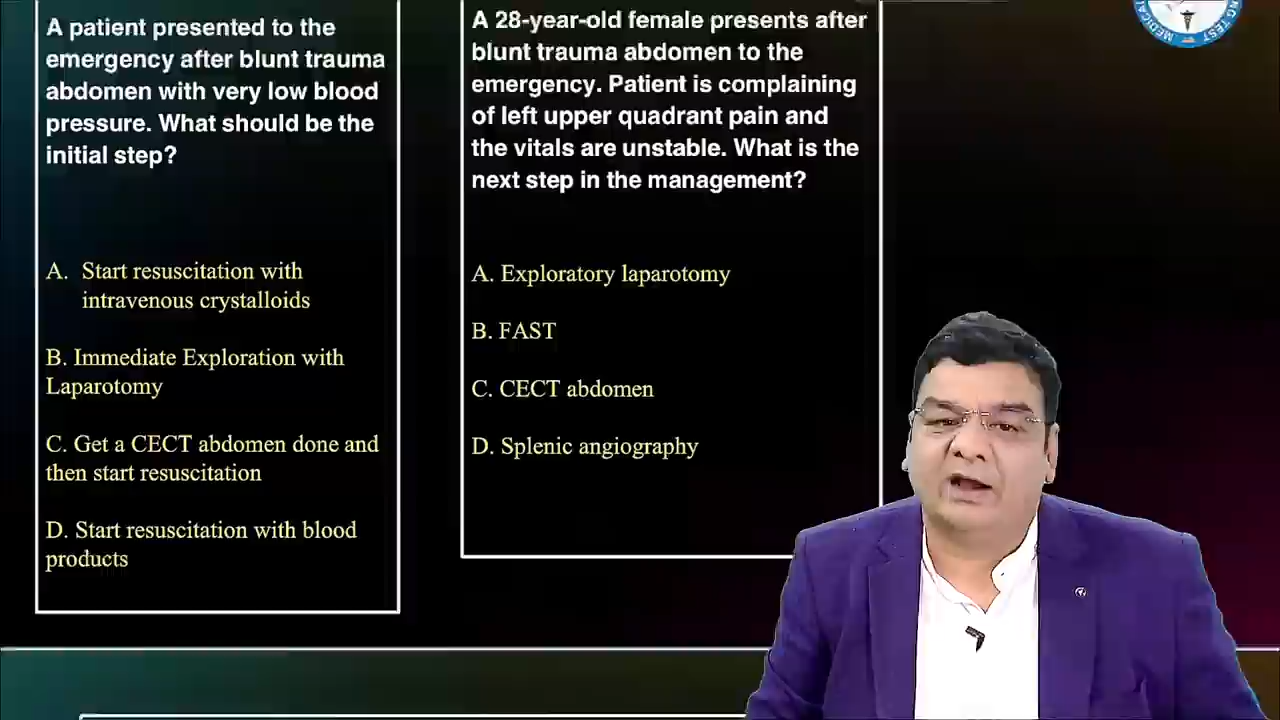 A patient presented to the
emergency after blunt trauma
abdomen with very low blood
pressure. What should be the
initial step?
A. Start resuscitation with
intravenous crystalloids
B. Immediate Exploration with
Laparotomy
C. Get a CECT abdomen done and
then start resuscitation
D. Start resuscitation with blood
products
A 28-year-old female presents after
blunt trauma abdomen to the
emergency. Patient is complaining
of left upper quadrant pain and
the vitals are unstable. What is the
next step in the management?
A. Exploratory laparotomy
B. FAST
C. CECT abdomen
D. Splenic angiography